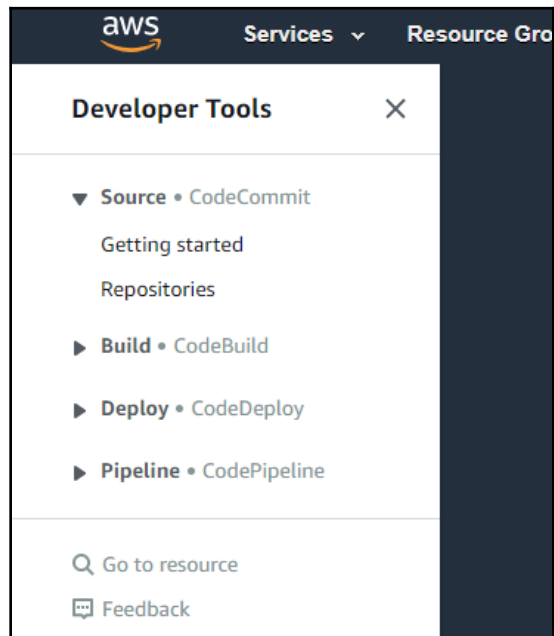 aws Services Resource Gro
Developer Tools
Source • CodeCommit
Getting started
Repositories
Build • CodeBuild
Deploy • CodeDeploy
Pipeline • CodePipeline
Go to resource
Feedback